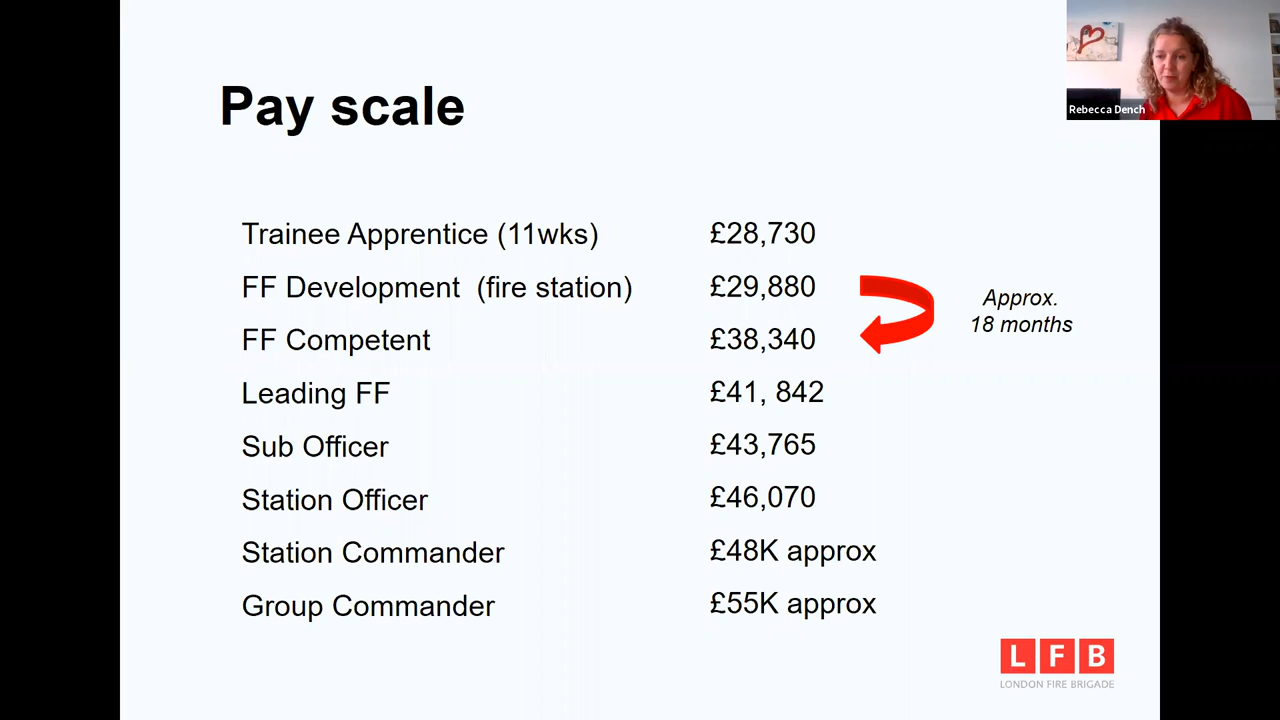 Pay scale
Rebecca Dench
Trainee Apprentice (11wks) £28,730
FF Development (fire station) £29,880
Approx.
18 months
FF Competent £38,340
Leading FF £41, 842
Sub Officer £43,765
Station Officer £46,070
Station Commander £48K approx
Group Commander £55K approx
LFB
LONDON FIRE BRIGADE